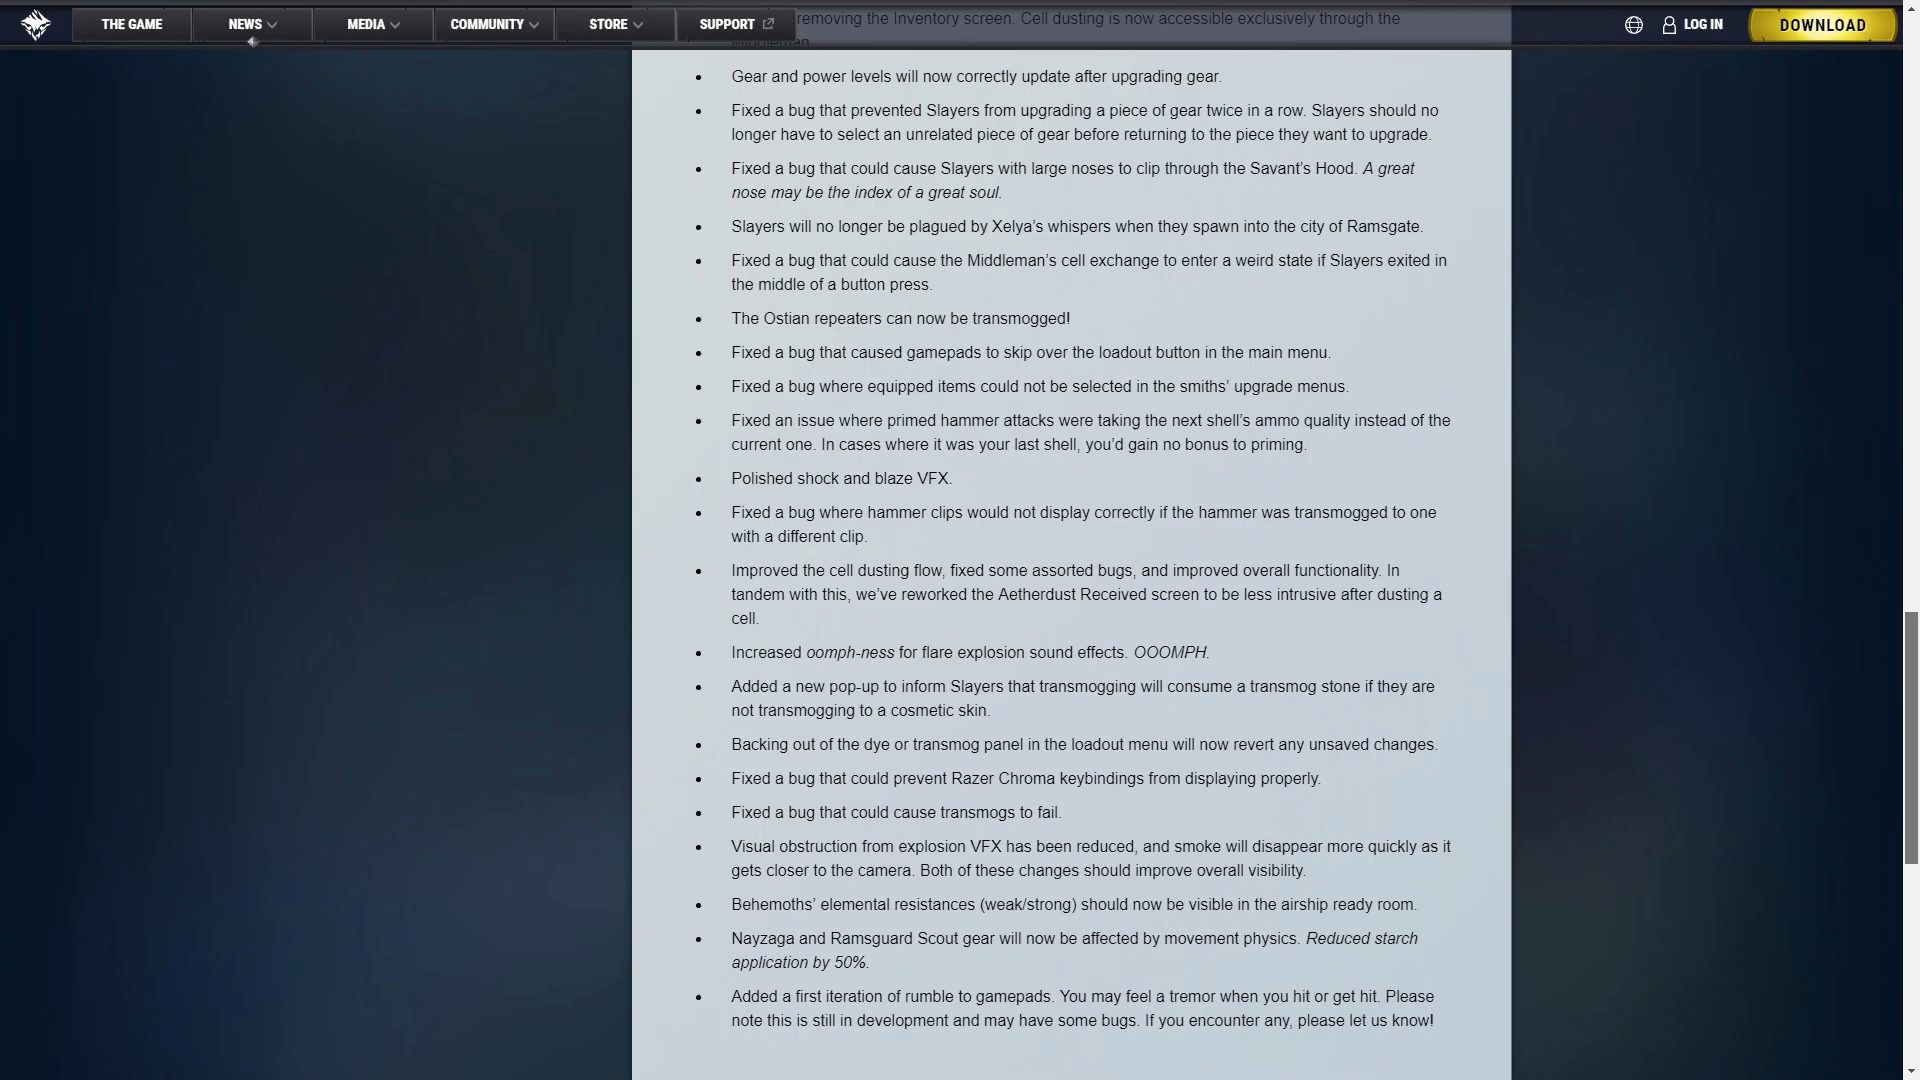 THE GAME
NEWS
MEDIA
COMMUNITY
STORE
SUPPORT
LOG IN
DOWNLOAD
removing the Inventory screen. Cell dusting is now accessible exclusively through the
Middleman.
Gear and power levels will now correctly update after upgrading gear.
Fixed a bug that prevented Slayers from upgrading a piece of gear twice in a row. Slayers should no
longer have to select an unrelated piece of gear before returning to the piece they want to upgrade.
Fixed a bug that could cause Slayers with large noses to clip through the Savant’s Hood. A great
nose may be the index of a great soul.
Slayers will no longer be plagued by Xelya’s whispers when they spawn into the city of Ramsgate.
Fixed a bug that could cause the Middleman’s cell exchange to enter a weird state if Slayers exited in
the middle of a button press.
The Ostian repeaters can now be transmogged!
Fixed a bug that caused gamepads to skip over the loadout button in the main menu.
Fixed a bug where equipped items could not be selected in the smiths’ upgrade menus.
Fixed an issue where primed hammer attacks were taking the next shell’s ammo quality instead of the
current one. In cases where it was your last shell, you’d gain no bonus to priming.
Polished shock and blaze VFX.
Fixed a bug where hammer clips would not display correctly if the hammer was transmogged to one
with a different clip.
Improved the cell dusting flow, fixed some assorted bugs, and improved overall functionality. In
tandem with this, we’ve reworked the Aetherdust Received screen to be less intrusive after dusting a
cell.
Increased oomph-ness for flare explosion sound effects. OOOMPH.
Added a new pop-up to inform Slayers that transmogging will consume a transmog stone if they are
not transmogging to a cosmetic skin.
Backing out of the dye or transmog panel in the loadout menu will now revert any unsaved changes.
Fixed a bug that could prevent Razer Chroma keybindings from displaying properly.
Fixed a bug that could cause transmogs to fail.
Visual obstruction from explosion VFX has been reduced, and smoke will disappear more quickly as it
gets closer to the camera. Both of these changes should improve overall visibility.
Behemoths’ elemental resistances (weak/strong) should now be visible in the airship ready room.
Nayzaga and Ramsguard Scout gear will now be affected by movement physics. Reduced starch
application by 50%.
Added a first iteration of rumble to gamepads. You may feel a tremor when you hit or get hit. Please
note this is still in development and may have some bugs. If you encounter any, please let us know!